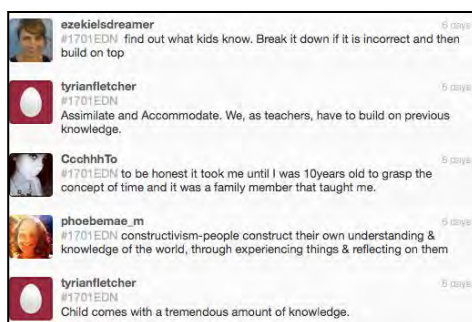 ezekielsdreamer 6 days
#1701EDN find out what kids know. Break it down if it is incorrect and then
build on top
tyrianfletcher 6 days
#1701EDN
Assimilate and Accommodate. We, as teachers, have to build on previous
knowledge.
CcchhhTo 6 days
#1701EDN to be honest it took me until I was 10years old to grasp the
concept of time and it was a family member that taught me.
phoebemae_m 6 days
#1701EDN constructivism-people construct their own understanding &
knowledge of the world, through experiencing things & reflecting on them
tyrianfletcher 6 days
#1701EDN
Child comes with a tremendous amount of knowledge.